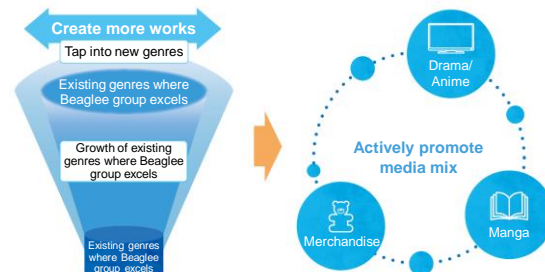 Create more works
Tap into new genres
Existing genres where
Beaglee group excels
Growth of existing
genres where Beaglee
group excels
Existing genres
where Beaglee
group excels
Drama/
Anime
Actively promote
media mix
Merchandise
Manga